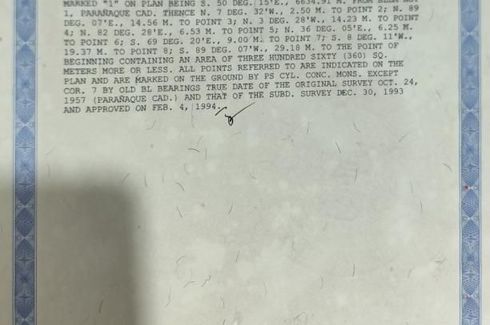 MARKED "1" ON PLAN BEING S. 50 DEG. 15'E., 6634.91 M. FROM BLLM NO.
1, PARAÑAQUE CAD. THENCE N. 7 DEG. 32'W., 2.50 M. TO POINT 2; N. 89
DEG. 07'E., 14.56 M. TO POINT 3; N. 3 DEG. 28'W., 14.23 M. TO POINT
4; N. 82 DEG. 28'E., 6.53 M. TO POINT 5; N. 36 DEG. 05'E., 6.25 M.
TO POINT 6; S. 69 DEG. 20'E., 9.00 M. TO POINT 7; S. 8 DEG. 11'W.,
19.37 M. TO POINT 8; S. 89 DEG. 07'W., 29.18 M. TO THE POINT OF
BEGINNING CONTAINING AN AREA OF THREE HUNDRED SIXTY (360) SQ.
METERS MORE OR LESS. ALL POINTS REFERRED TO ARE INDICATED ON THE
PLAN AND ARE MARKED ON THE GROUND BY PS CYL. CONC. MONS. EXCEPT
COR. 7 BY OLD BL BEARINGS TRUE DATE OF THE ORIGINAL SURVEY OCT. 24,
1957 (PARAÑAQUE CAD.) AND THAT OF THE SUBD. SURVEY DEC. 30, 1993
AND APPROVED ON FEB. 4, 1994.